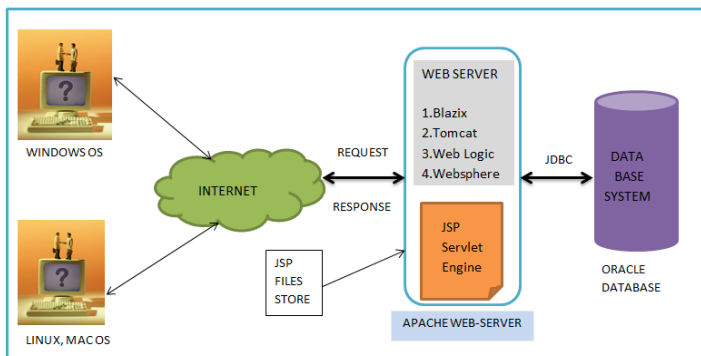 ?
WINDOWS OS
?
LINUX, MAC OS
INTERNET
REQUEST
RESPONSE
JSP
FILES
STORE
WEB SERVER
1.Blazix
2.Tomcat
3.Web Logic
4.Websphere
JSP
Servlet
Engine
APACHE WEB-SERVER
JDBC
DATA
BASE
SYSTEM
ORACLE
DATABASE